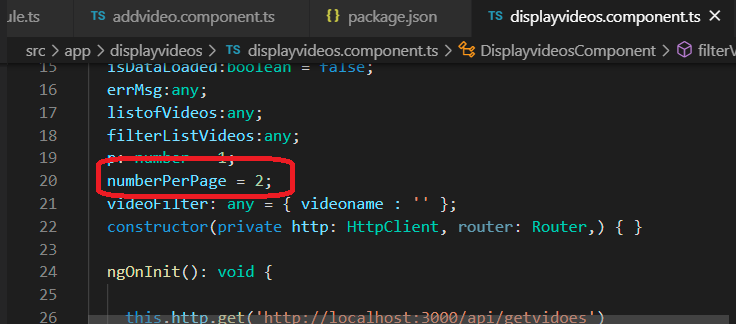 ule.ts TS addvideo.component.ts {} package.json TS displayvideos.component.ts ×
src > app > displayvideos > TS displayvideos.component.ts > DisplayvideosComponent > filterV
15 isDataLoaded:boolean = false;
16 errMsg:any;
17 listofVideos:any;
18 filterListVideos:any;
19 p: number = 1;
20 numberPerPage = 2;
21 videoFilter: any = { videoname : '' };
22 constructor(private http: HttpClient, router: Router,) { }
23
24 ngOnInit(): void {
25
26 this.http.get('http://localhost:3000/api/getvidoes')